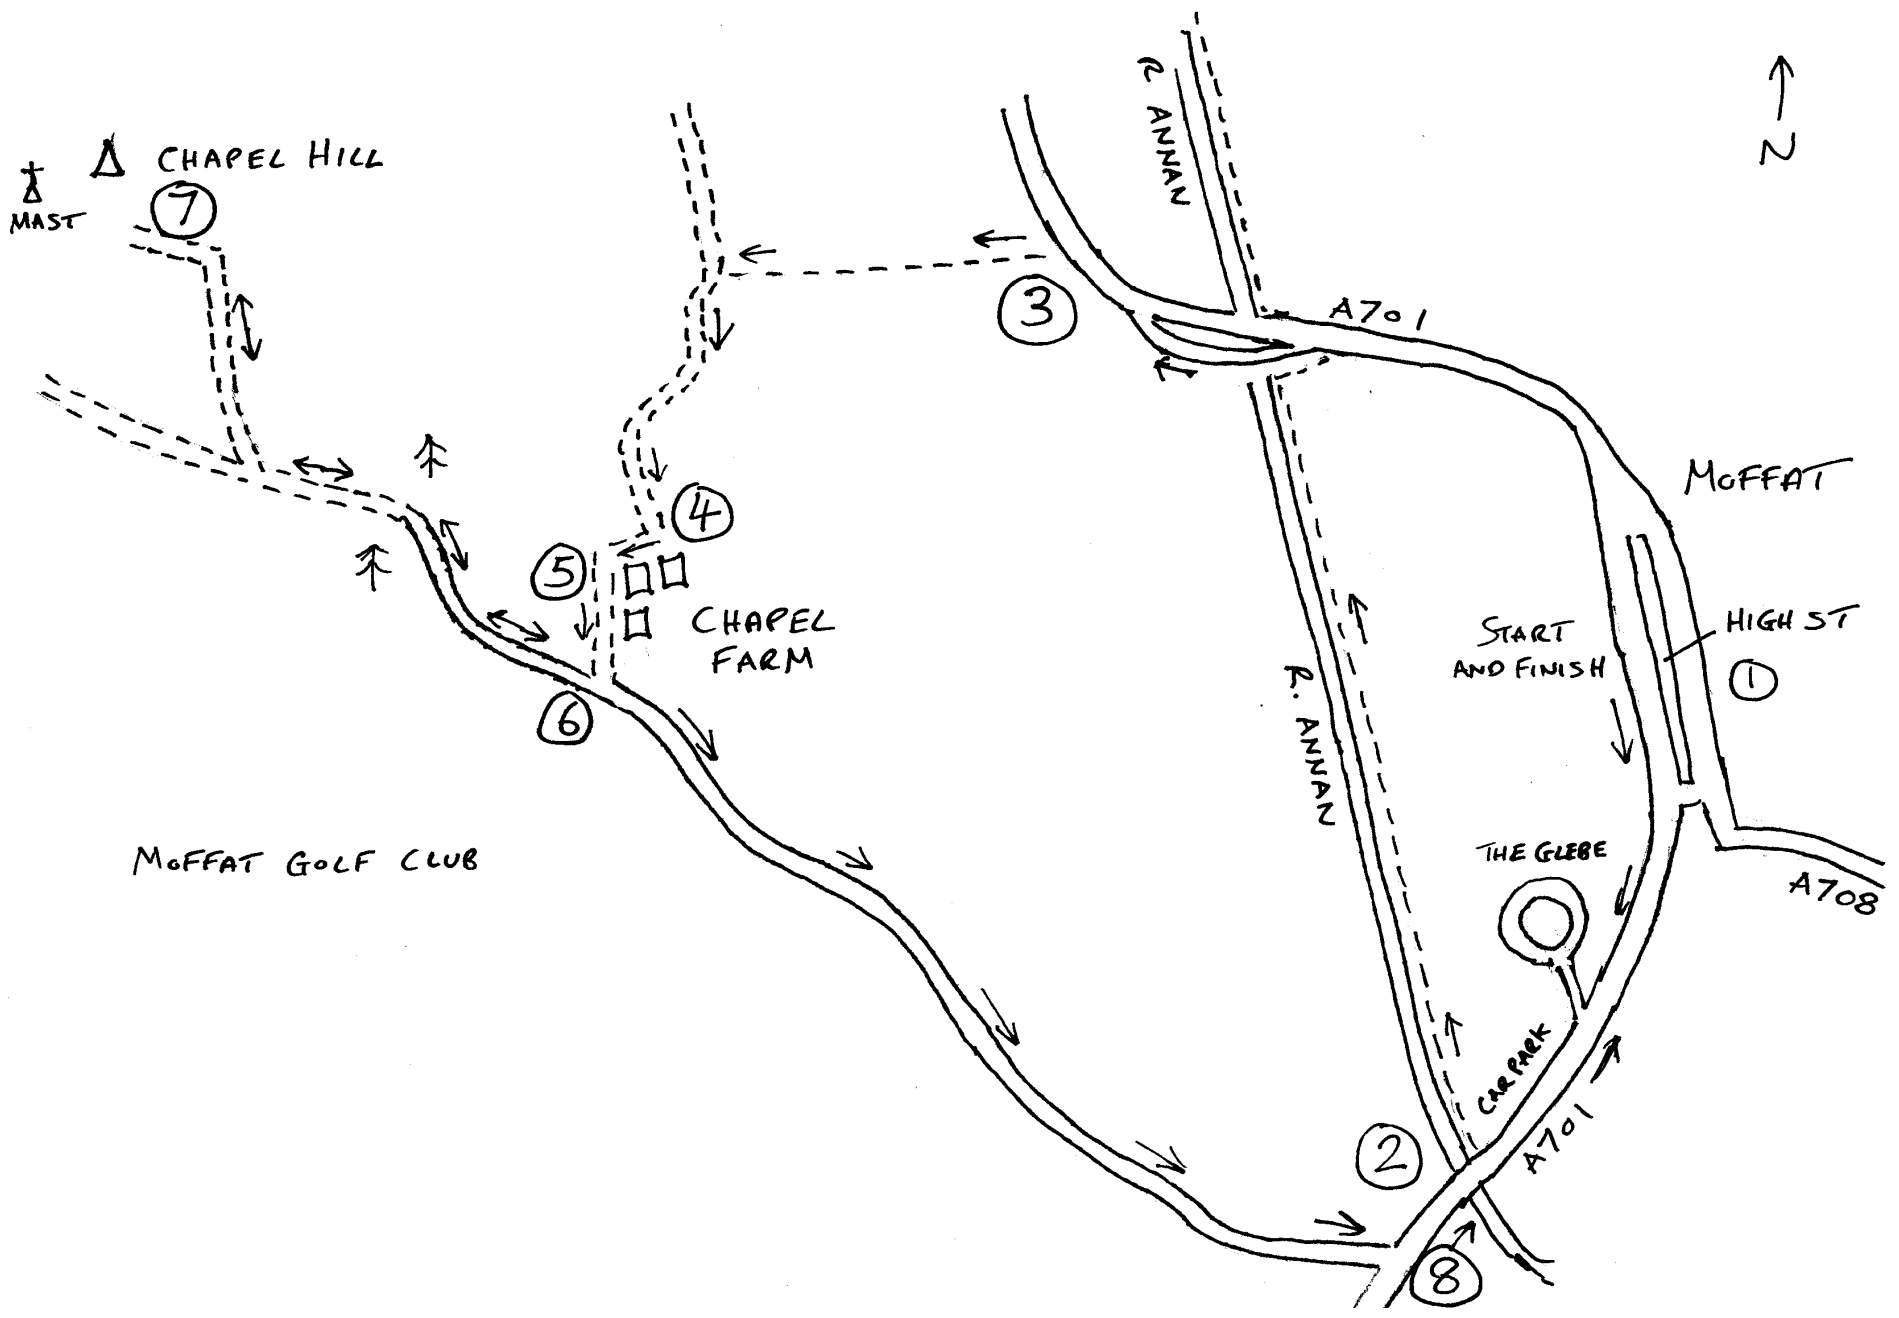 R ANNAN
N
CHAPEL HILL
7
MAST
3
A701
MOFFAT
4
5
CHAPEL
FARM
START
AND FINISH
HIGH ST
1
6
R. ANNAN
MOFFAT GOLF CLUB
THE GLEBE
A708
CAR PARK
A701
2
8